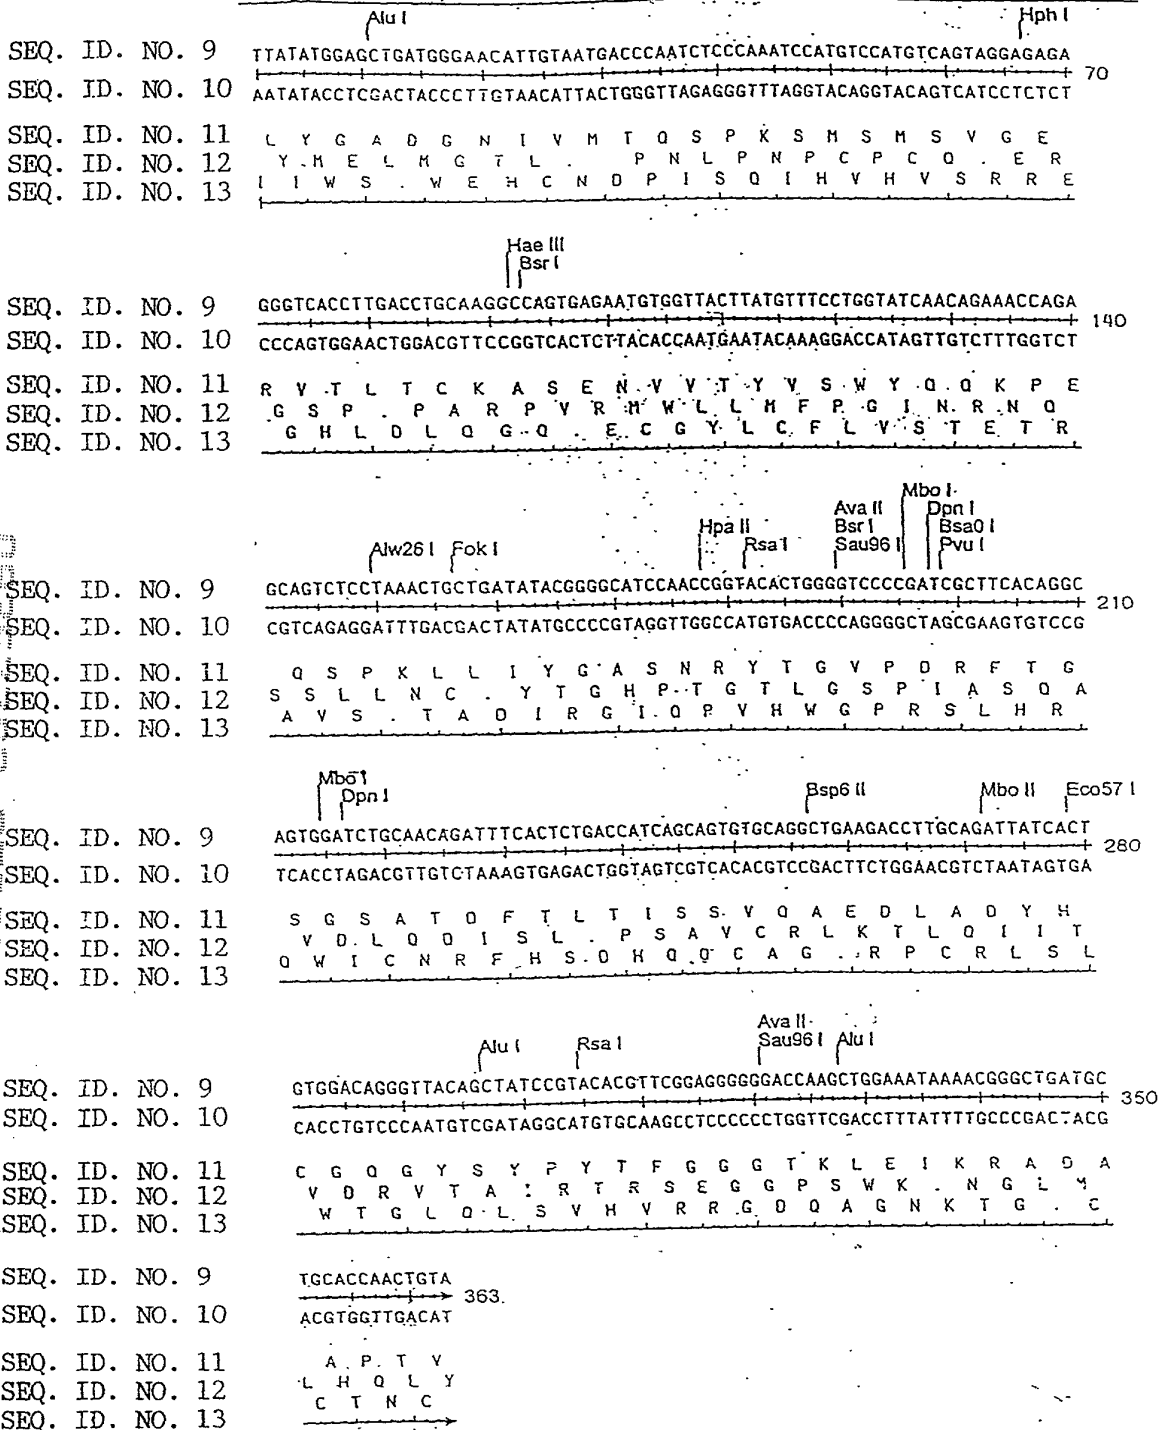 Alu I Hph I
SEQ. ID. NO. 9 TTATATGGAGCTGATGGGAACATTGTAATGACCCAATCTCCCAAATCCATGTCCATGTCAGTAGGAGAGA
70
SEQ. ID. NO. 10 AATATACCTCGACTACCCTTGTAACATTACTGGGTTAGAGGGTTTAGGTACAGGTACAGTCATCCTCTCT
SEQ. ID. NO. 11 L Y G A D G N I V M T Q S P K S M S M S V G E
SEQ. ID. NO. 12 Y M E L M G T L . P N L P N P C P C Q . E R
SEQ. ID. NO. 13 I I W S . W E H C N D P I S Q I H V H V S R R E
Hae III
Bsr I
SEQ. ID. NO. 9 GGGTCACCTTGACCTGCAAGGCCAGTGAGAATGTGGTTACTTATGTTTCCTGGTATCAACAGAAACCAGA
140
SEQ. ID. NO. 10 CCCAGTGGAACTGGACGTTCCGGTCACTCTTACACCAATGAATACAAAGGACCATAGTTGTCTTTGGTCT
SEQ. ID. NO. 11 R V T L T C K A S E N V V T Y V S W Y Q Q K P E
SEQ. ID. NO. 12 G S P . P A R P V R M W L L M F P G I N R N Q
SEQ. ID. NO. 13 G H L D L Q G Q . E C G Y L C F L V S T E T R
Mbo I
Ava II Dpn I
Hpa II Bsr I BsaO I
Alw26 I Fok I Rsa I Sau96 I Pvu I
SEQ. ID. NO. 9 GCAGTCTCCTAAACTGCTGATATACGGGGCATCCAACCGGTACACTGGGGTCCCCGATCGCTTCACAGGC
210
SEQ. ID. NO. 10 CGTCAGAGGATTTGACGACTATATGCCCCGTAGGTTGGCCATGTGACCCCAGGGGCTAGCGAAGTGTCCG
SEQ. ID. NO. 11 Q S P K L L I Y G A S N R Y T G V P D R F T G
SEQ. ID. NO. 12 S S L L N C . Y T G H P T G T L G S P I A S Q A
SEQ. ID. NO. 13 A V S . T A D I R G I Q P V H W G P R S L H R
Mbo I
Dpn I Bsp6 II Mbo II Eco57 I
SEQ. ID. NO. 9 AGTGGATCTGCAACAGATTTCACTCTGACCATCAGCAGTGTGCAGGCTGAAGACCTTGCAGATTATCACT
280
SEQ. ID. NO. 10 TCACCTAGACGTTGTCTAAAGTGAGACTGGTAGTCGTCACACGTCCGACTTCTGGAACGTCTAATAGTGA
SEQ. ID. NO. 11 S G S A T D F T L T I S S V Q A E D L A D Y H
SEQ. ID. NO. 12 V D L Q Q I S L . P S A V C R L K T L Q I I T
SEQ. ID. NO. 13 Q W I C N R F H S D H Q Q C A G . R P C R L S L
Ava II
Alu I Rsa I Sau96 I Alu I
SEQ. ID. NO. 9 GTGGACAGGGTTACAGCTATCCGTACACGTTCGGAGGGGGGACCAAGCTGGAAATAAAACGGGCTGATGC
350
SEQ. ID. NO. 10 CACCTGTCCCAATGTCGATAGGCATGTGCAAGCCTCCCCCCTGGTTCGACCTTTATTTTGCCCGACTACG
SEQ. ID. NO. 11 C G Q G Y S Y P Y T F G G G T K L E I K R A D A
SEQ. ID. NO. 12 V D R V T A I R T R S E G G P S W K . N G L M
SEQ. ID. NO. 13 W T G L Q L S V H V R R G D Q A G N K T G . C
SEQ. ID. NO. 9 TGCACCAACTGTA
363
SEQ. ID. NO. 10 ACGTGGTTGACAT
SEQ. ID. NO. 11 A P T V
SEQ. ID. NO. 12 L H Q L Y
SEQ. ID. NO. 13 C T N C